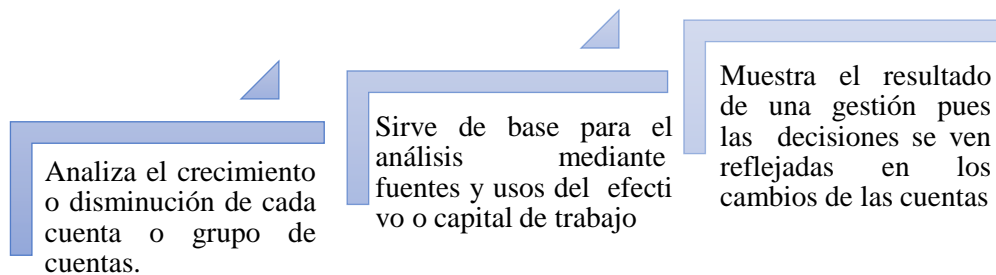 Analiza el crecimiento
o disminución de cada
cuenta o grupo de
cuentas.
Sirve de base para el
análisis mediante
fuentes y usos del efecti
vo o capital de trabajo
Muestra el resultado
de una gestión pues
las decisiones se ven
reflejadas en los
cambios de las cuentas